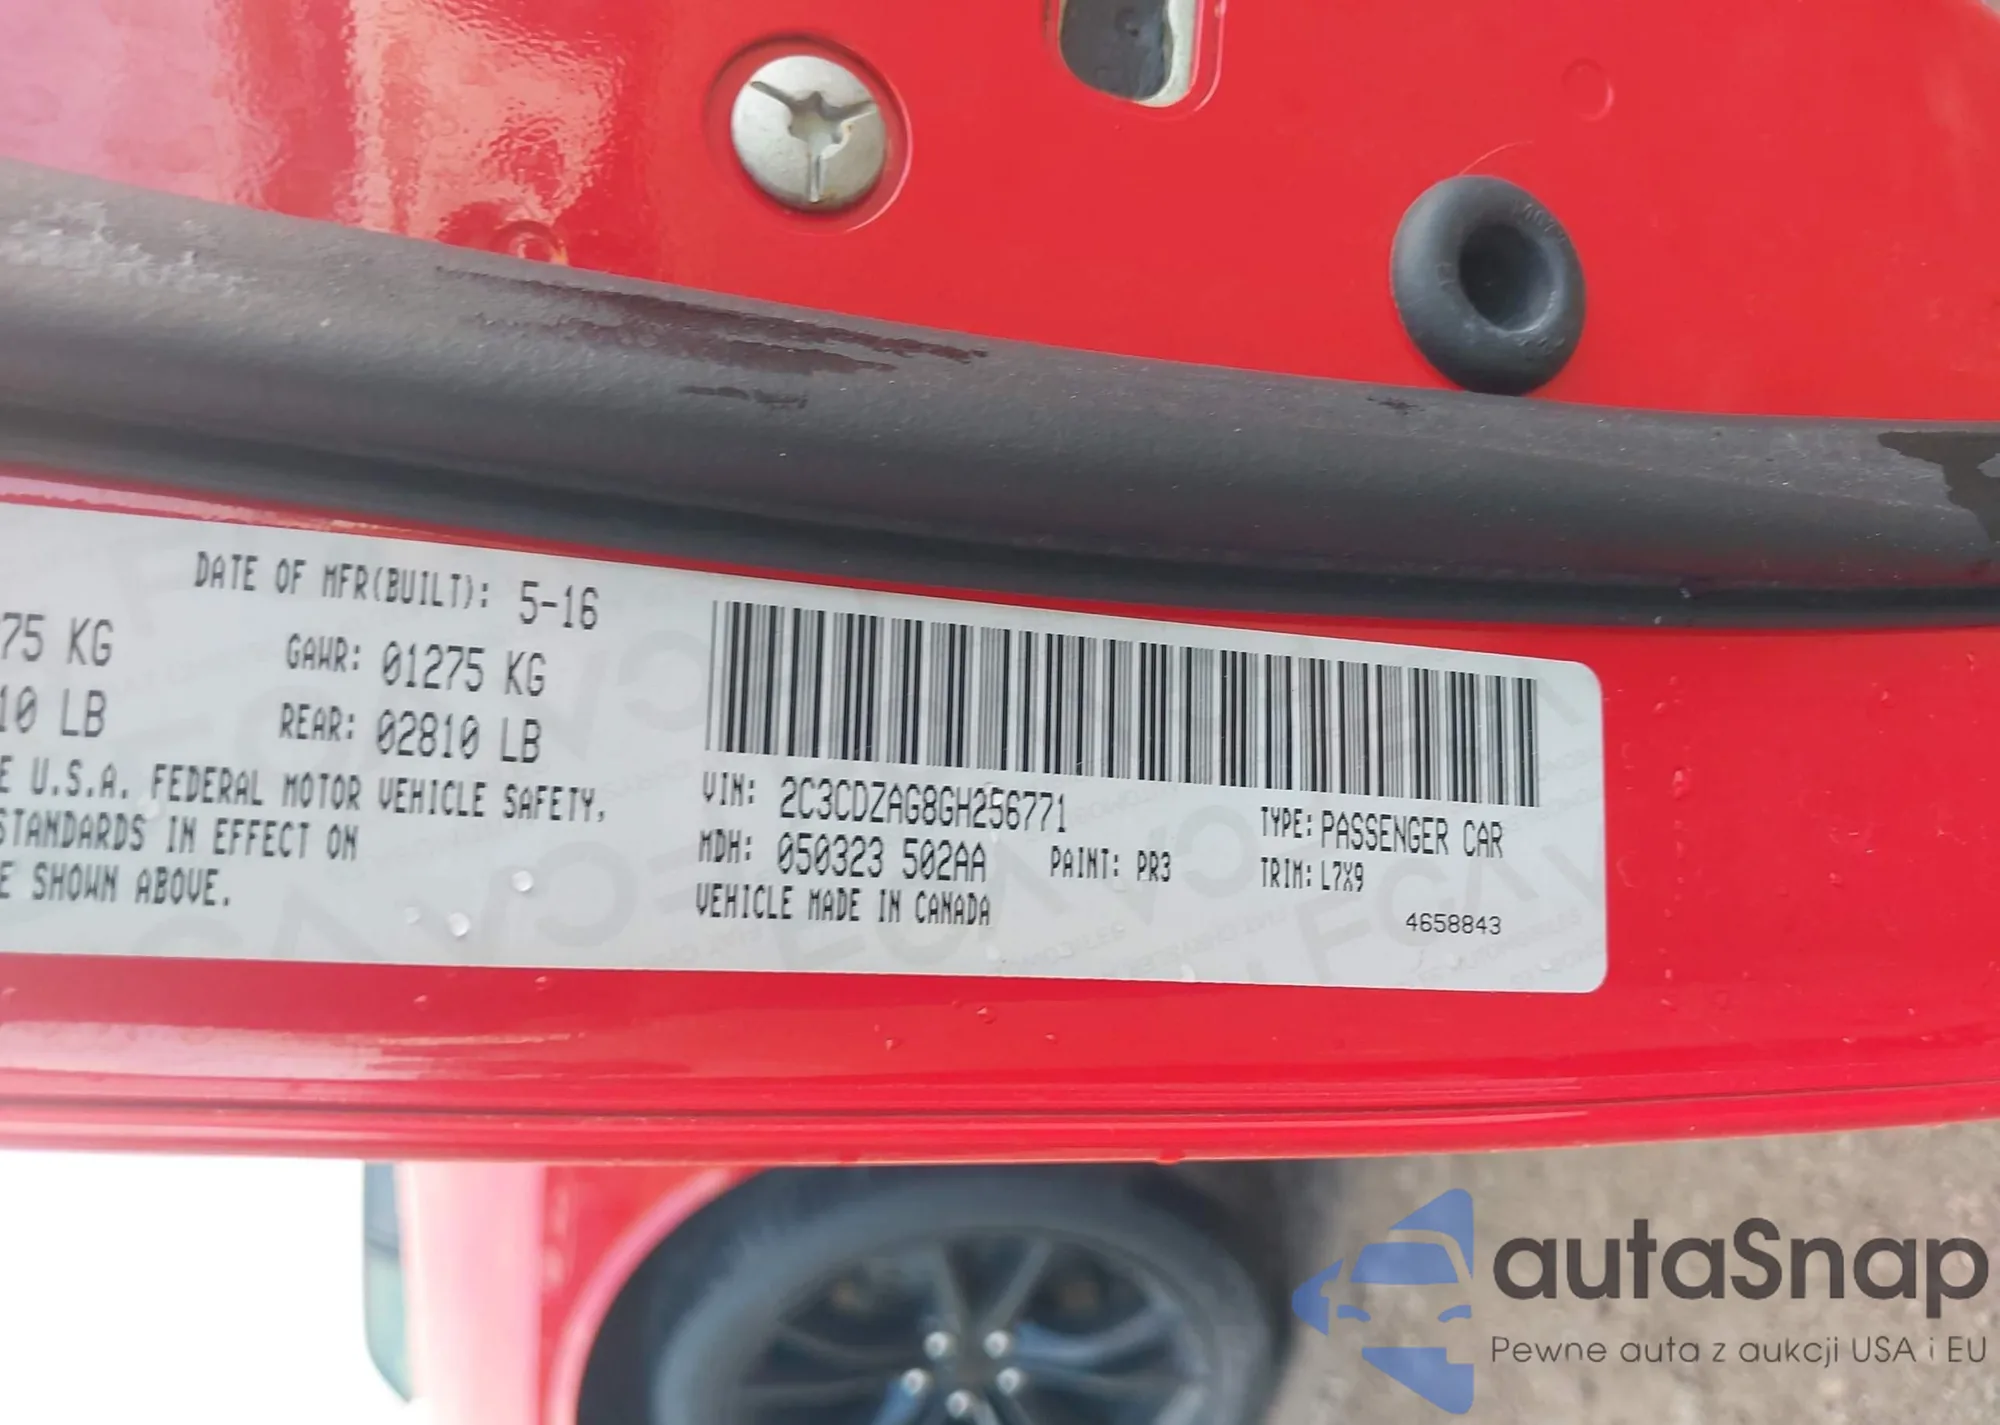 DATE OF MFR(BUILT): 5-16
75 KG GAWR: 01275 KG
10 LB REAR: 02810 LB
E U.S.A. FEDERAL MOTOR VEHICLE SAFETY,
STANDARDS IN EFFECT ON
E SHOWN ABOVE.
VIN: 2C3CDZAG8GH256771
MDH: 050323 502AA PAINT: PR3
VEHICLE MADE IN CANADA
TYPE: PASSENGER CAR
TRIM: L7X9
4658843
autaSnap
Pewne auta z aukcji USA i EU